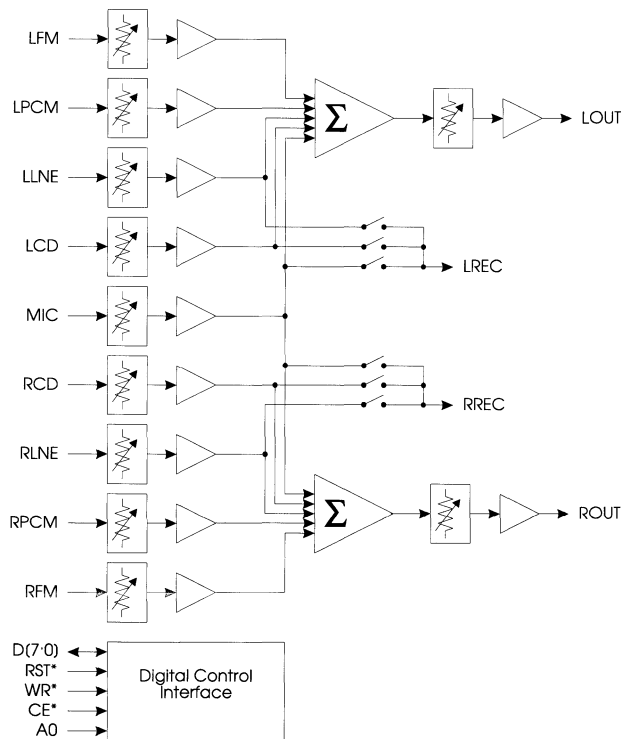 LFM
LPCM
Σ
LOUT
LLNE
LCD
LREC
MIC
RCD
RREC
RLNE
RPCM
Σ
ROUT
RFM
D(7:0)
RST*
WR*
CE*
A0
Digital Control
Interface